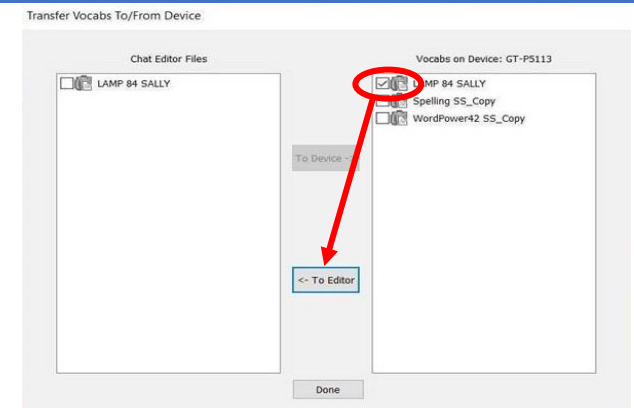 Transfer Vocabs To/From Device
Chat Editor Files
LAMP 84 SALLY
Vocabs on Device: GT-P5113
LAMP 84 SALLY
Spelling SS_Copy
WordPower42 SS_Copy
To Device ->
<- To Editor
Done